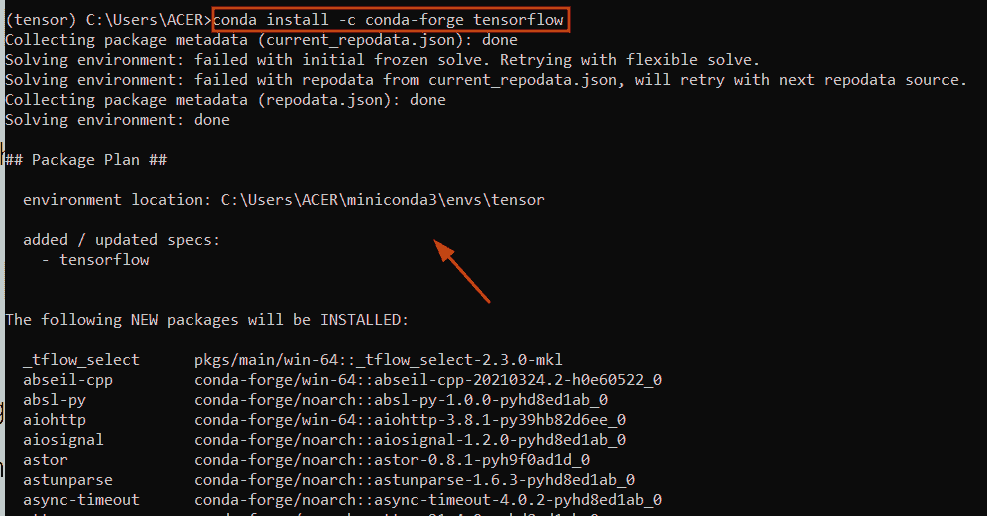 (tensor) C:\Users\ACER>conda install -c conda-forge tensorflow
Collecting package metadata (current_repodata.json): done
Solving environment: failed with initial frozen solve. Retrying with flexible solve.
Solving environment: failed with repodata from current_repodata.json, will retry with next repodata source.
Collecting package metadata (repodata.json): done
Solving environment: done
## Package Plan ##
environment location: C:\Users\ACER\miniconda3\envs\tensor
added / updated specs:
- tensorflow
The following NEW packages will be INSTALLED:
_tflow_select pkgs/main/win-64::_tflow_select-2.3.0-mkl
abseil-cpp conda-forge/win-64::abseil-cpp-20210324.2-h0e60522_0
absl-py conda-forge/noarch::absl-py-1.0.0-pyhd8ed1ab_0
aiohttp conda-forge/win-64::aiohttp-3.8.1-py39hb82d6ee_0
aiosignal conda-forge/noarch::aiosignal-1.2.0-pyhd8ed1ab_0
astor conda-forge/noarch::astor-0.8.1-pyh9f0ad1d_0
astunparse conda-forge/noarch::astunparse-1.6.3-pyhd8ed1ab_0
async-timeout conda-forge/noarch::async-timeout-4.0.2-pyhd8ed1ab_0